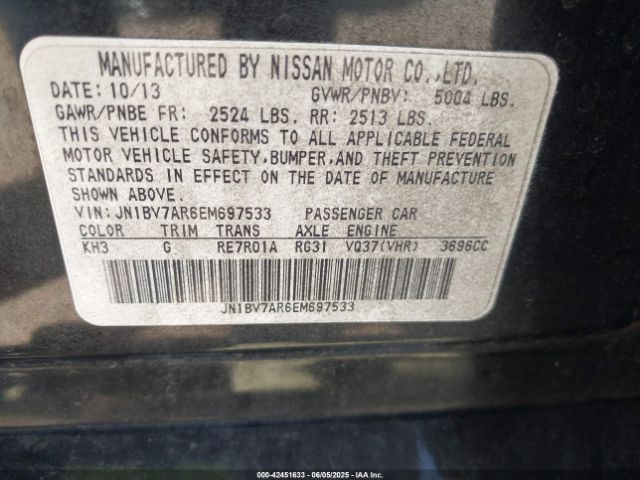 MANUFACTURED BY NISSAN MOTOR CO.,LTD.
DATE: 10/13 GVWR/PNBV: 5004 LBS.
GAWR/PNBE FR: 2524 LBS. RR: 2513 LBS.
THIS VEHICLE CONFORMS TO ALL APPLICABLE FEDERAL
MOTOR VEHICLE SAFETY,BUMPER,AND THEFT PREVENTION
STANDARDS IN EFFECT ON THE DATE OF MANUFACTURE
SHOWN ABOVE.
VIN:JN1BV7AR6EM697533 PASSENGER CAR
COLOR TRIM TRANS AXLE ENGINE
KH3 G RE7R01A RG31 VQ37(VHR) 3696CC
JN1BV7AR6EM697533
000-42451633 - 06/05/2025 - IAA Inc.